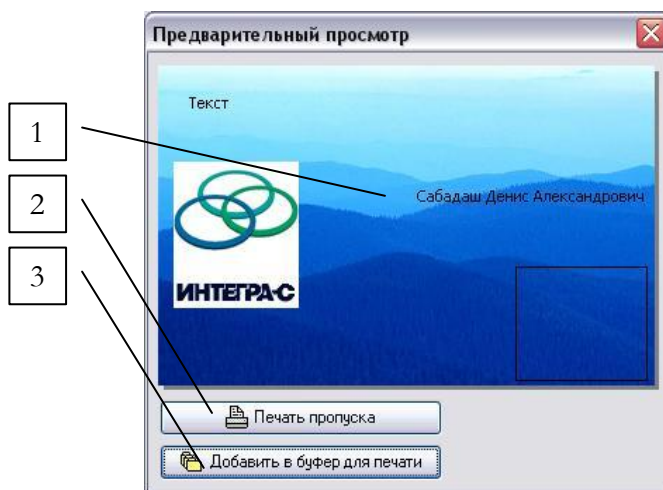 Предварительный просмотр
Текст
1
Сабадаш Денис Александрович
2
3
ИНТЕГРА-С
Печать пропуска
Добавить в буфер для печати